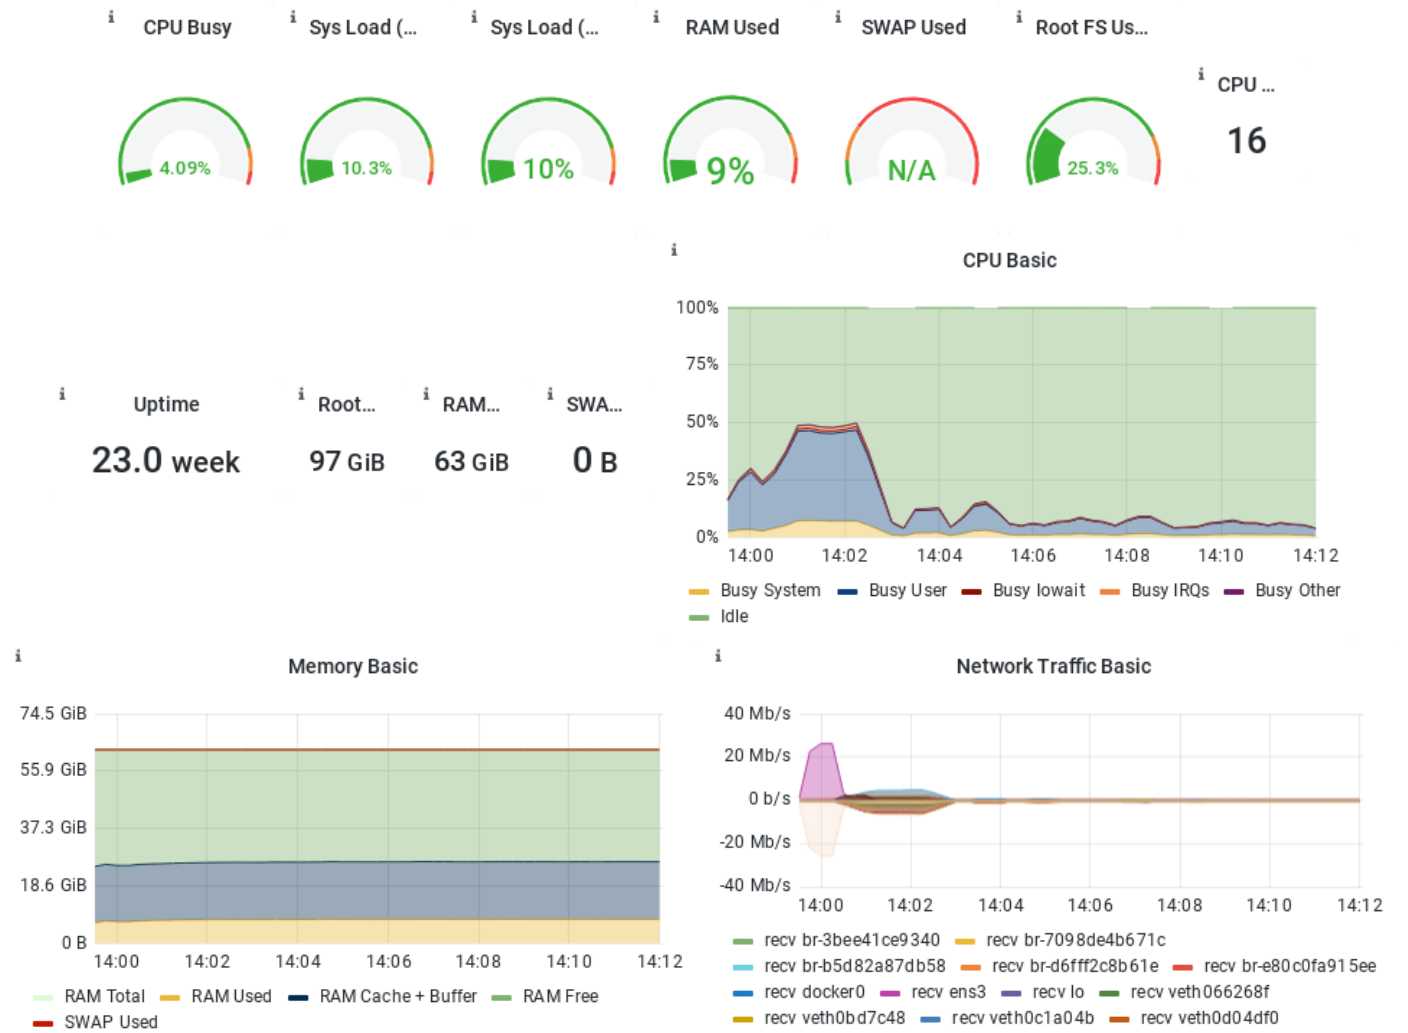 CPU Busy
Sys Load (...
Sys Load (...
RAM Used
SWAP Used
Root FS Us...
CPU ...
4.09%
10.3%
10%
9%
N/A
25.3%
16
CPU Basic
100%
75%
50%
25%
0%
14:00 14:02 14:04 14:06 14:08 14:10 14:12
Busy System Busy User Busy Iowait Busy IRQs Busy Other
Idle
Uptime
23.0 week
Root...
97 GiB
RAM...
63 GiB
SWA...
0 B
Memory Basic
74.5 GiB
55.9 GiB
37.3 GiB
18.6 GiB
0 B
14:00 14:02 14:04 14:06 14:08 14:10 14:12
RAM Total RAM Used RAM Cache + Buffer RAM Free
SWAP Used
Network Traffic Basic
40 Mb/s
20 Mb/s
0 b/s
-20 Mb/s
-40 Mb/s
14:00 14:02 14:04 14:06 14:08 14:10 14:12
recv br-3bee41ce9340 recv br-7098de4b671c
recv br-b5d82a87db58 recv br-d6fff2c8b61e recv br-e80c0fa915ee
recv docker0 recv ens3 recv lo recv veth066268f
recv veth0bd7c48 recv veth0c1a04b recv veth0d04df0